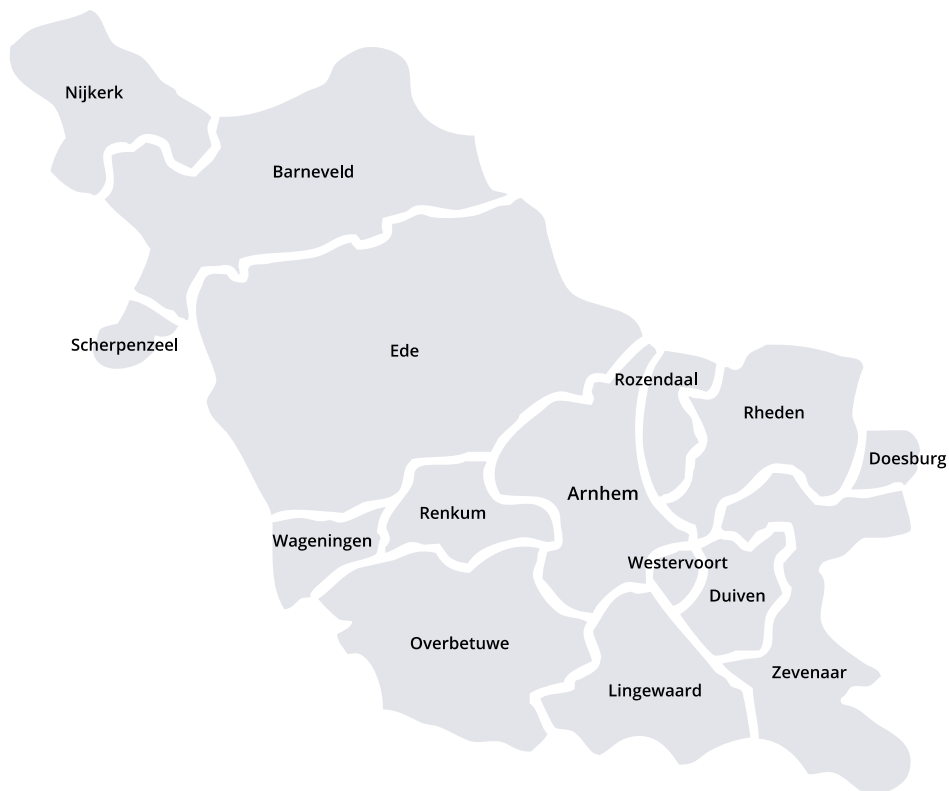 Nijkerk
Barneveld
Scherpenzeel
Ede
Rozendaal
Rheden
Doesburg
Arnhem
Renkum
Wageningen
Westervoort
Duiven
Overbetuwe
Zevenaar
Lingewaard